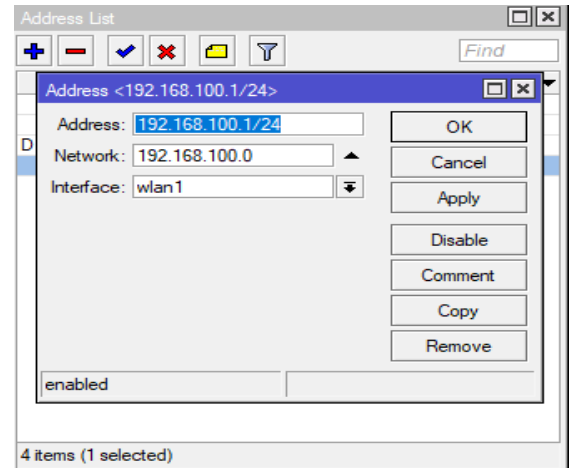 Address List
Find
Address <192.168.100.1/24>
Address: 192.168.100.1/24
OK
D
Network: 192.168.100.0
Cancel
Interface: wlan1
Apply
Disable
Comment
Copy
Remove
enabled
4 items (1 selected)